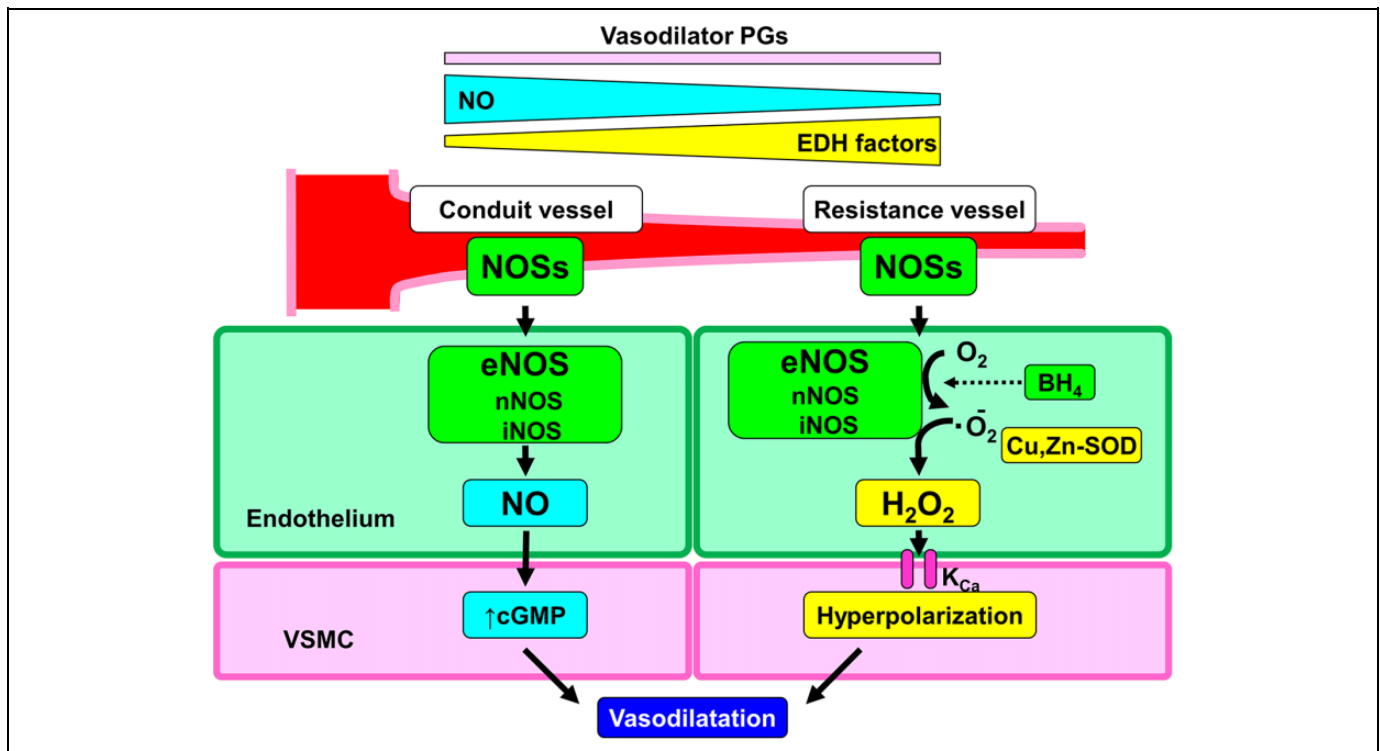 Vasodilator PGs
NO
EDH factors
Conduit vessel
Resistance vessel
NOSs
NOSs
eNOS
nNOS
iNOS
eNOS
nNOS
iNOS
O₂
BH₄
·O₂⁻
Cu,Zn-SOD
NO
H₂O₂
Endothelium
K_Ca
↑cGMP
Hyperpolarization
VSMC
Vasodilatation